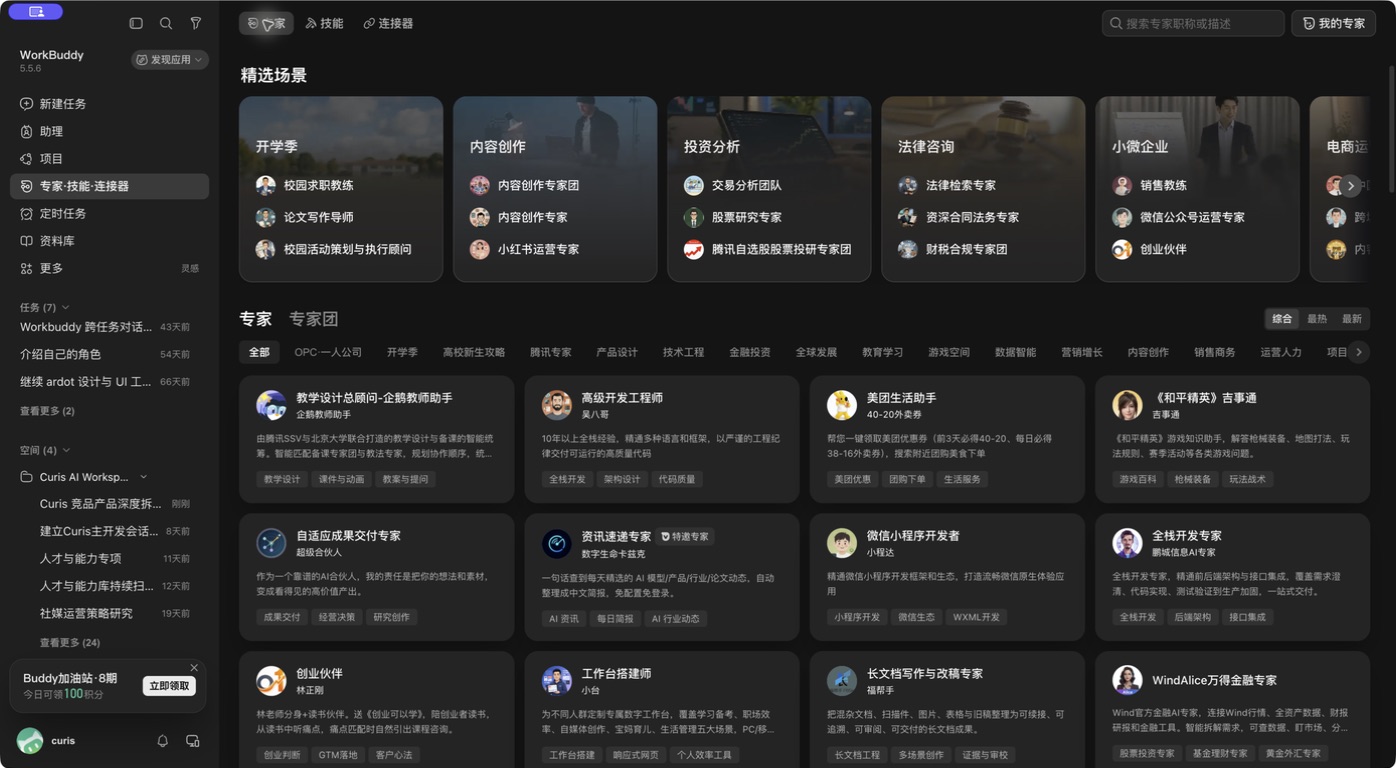 WorkBuddy
5.5.6
发现应用
新建任务
助理
项目
专家·技能·连接器
定时任务
资料库
更多
灵感
任务 (7)
Workbuddy 跨任务对话... 43天前
介绍自己的角色 54天前
继续 ardot 设计与 UI 工... 66天前
查看更多 (2)
空间 (4)
Curis AI Worksp...
Curis 竞品产品深度拆... 刚刚
建立Curis主开发会话... 8天前
人才与能力专项 11天前
人才与能力库持续扫... 12天前
社媒运营策略研究 19天前
查看更多 (24)
Buddy加油站·8期
今日可领100积分
立即领取
curis
家
技能
连接器
搜索专家职称或描述
我的专家
精选场景
开学季
校园求职教练
论文写作导师
校园活动策划与执行顾问
内容创作
内容创作专家团
内容创作专家
小红书运营专家
投资分析
交易分析团队
股票研究专家
腾讯自选股股票投研专家团
法律咨询
法律检索专家
资深合同法务专家
财税合规专家团
小微企业
销售教练
微信公众号运营专家
创业伙伴
电商运
专家 专家团
综合 最热 最新
全部 OPC·一人公司 开学季 高校新生攻略 腾讯专家 产品设计 技术工程 金融投资 全球发展 教育学习 游戏空间 数据智能 营销增长 内容创作 销售商务 运营人力 项目
教学设计总顾问-企鹅教师助手
企鹅教师助手
由腾讯SSV与北京大学联合打造的教学设计与备课的智能统
筹。智能匹配备课专家团与教法专家，规划协作顺序，统...
教学设计 课件与动画 教案与提问
高级开发工程师
吴八哥
10年以上全栈经验，精通多种语言和框架，以严谨的工程纪
律交付可运行的高质量代码
全栈开发 架构设计 代码质量
美团生活助手
40-20外卖券
帮您一键领取美团优惠券（前3天必得40-20、每日必得
38-16外卖券），搜索附近团购美食下单
美团优惠 团购下单 生活服务
《和平精英》吉事通
吉事通
《和平精英》游戏知识助手，解答枪械装备、地图打法、玩
法规则、赛季活动等各类游戏问题。
游戏百科 枪械装备 玩法战术
自适应成果交付专家
超级合伙人
作为一个靠谱的AI合伙人，我的责任是把你的想法和素材，
变成看得见的高价值产出。
成果交付 经营决策 研究创作
资讯速递专家 特邀专家
数字生命卡兹克
一句话查到每天精选的 AI 模型/产品/行业/论文动态，自动
整理成中文简报，免配置免登录。
AI 资讯 每日简报 AI 行业动态
微信小程序开发者
小程达
精通微信小程序开发框架和生态，打造流畅微信原生体验应
用
小程序开发 微信生态 WXML开发
全栈开发专家
鹏城信息AI专家
全栈开发专家，精通前后端架构与接口集成，覆盖需求澄
清、代码实现、测试验证到生产加固，一站式交付。
全栈开发 后端架构 接口集成
创业伙伴
林正刚
林老师分身+读书伙伴。送《创业可以学》，陪创业者读书，
从读书中听痛点，痛点匹配时自然引出课程咨询。
创业判断 GTM落地 客户心法
工作台搭建师
小台
为不同人群定制专属数字工作台，覆盖学习备考、职场效
率、自媒体创作、宝妈育儿、生活管理五大场景，PC/移...
工作台搭建 响应式网页 个人效率工具
长文档写作与改稿专家
福帮手
把混杂文档、扫描件、图片、表格与旧稿整理为可续接、可
追溯、可审阅、可交付的长文档成果。
长文档工程 多场景创作 证据与审校
WindAlice万得金融专家
Wind官方金融AI专家，连接Wind行情、全资产数据、财报
研报和金融工具。智能拆解需求，可查数据、盯市场、分...
股票投资专家 基金理财专家 黄金外汇专家